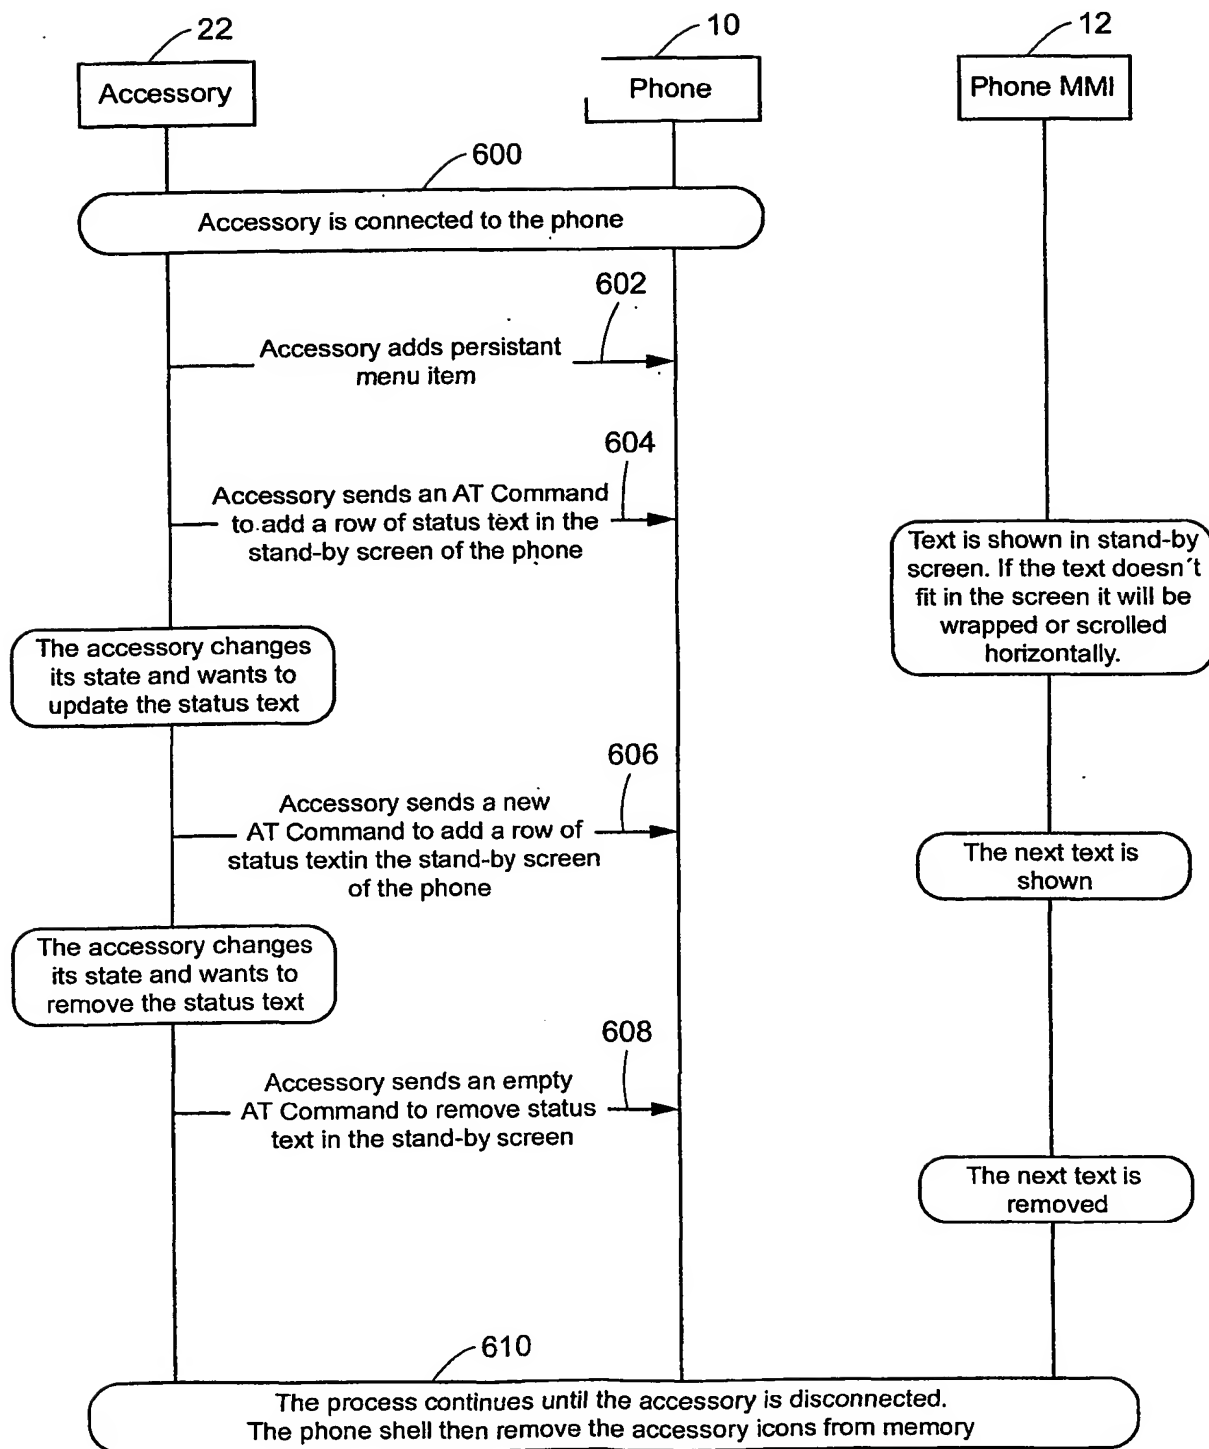 22
10
12
Accessory
Phone
Phone MMI
600
Accessory is connected to the phone
602
Accessory adds persistant
menu item
604
Accessory sends an AT Command
to add a row of status text in the
stand-by screen of the phone
Text is shown in stand-by
screen. If the text doesn´t
fit in the screen it will be
wrapped or scrolled
horizontally.
The accessory changes
its state and wants to
update the status text
606
Accessory sends a new
AT Command to add a row of
status textin the stand-by screen
of the phone
The next text is
shown
The accessory changes
its state and wants to
remove the status text
608
Accessory sends an empty
AT Command to remove status
text in the stand-by screen
The next text is
removed
610
The process continues until the accessory is disconnected.
The phone shell then remove the accessory icons from memory